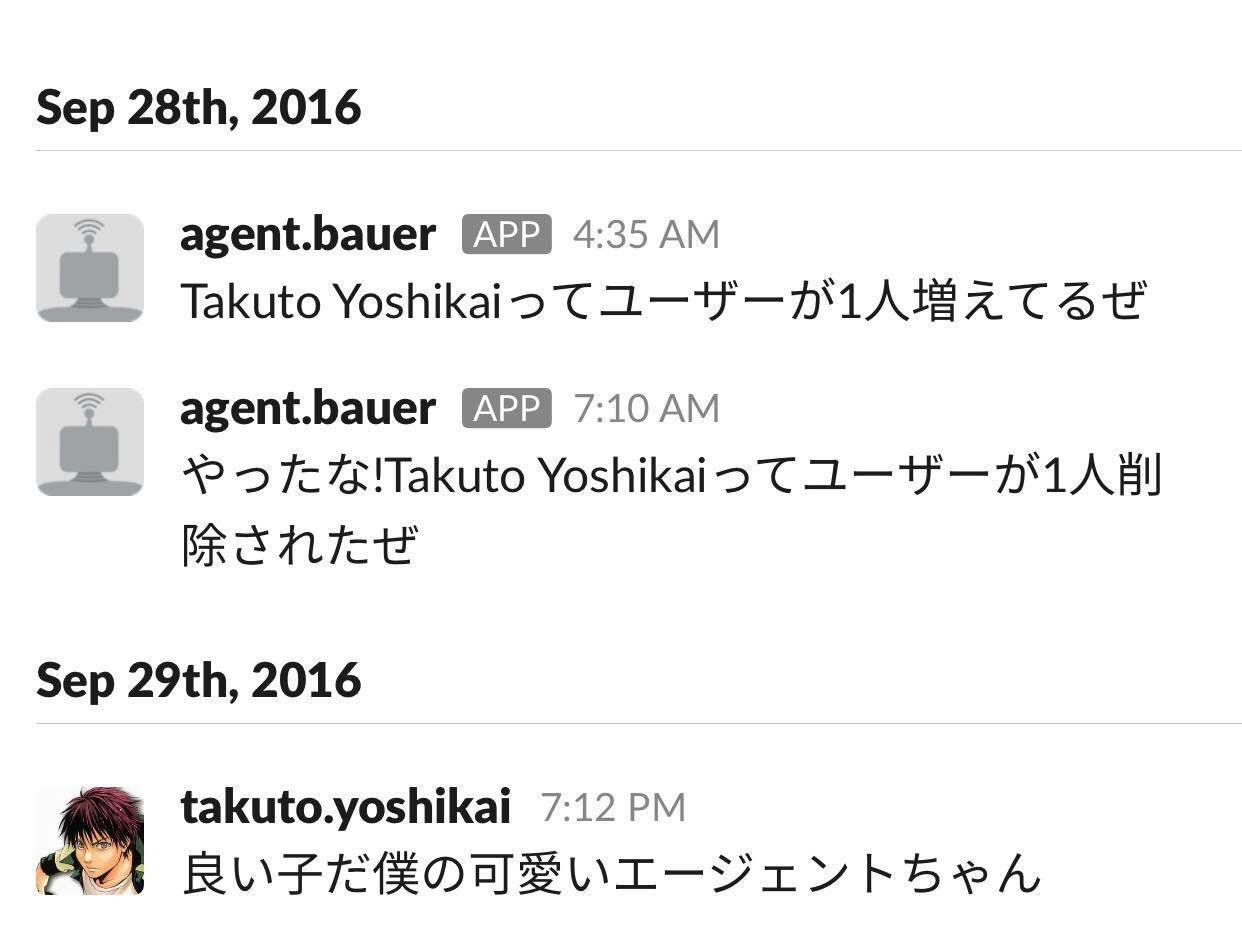 Sep 28th, 2016
agent.bauer APP 4:35 AM
Takuto Yoshikaiってユーザーが1人増えてるぜ
agent.bauer APP 7:10 AM
やったな!Takuto Yoshikaiってユーザーが1人削
除されたぜ
Sep 29th, 2016
takuto.yoshikai 7:12 PM
良い子だ僕の可愛いエージェントちゃん